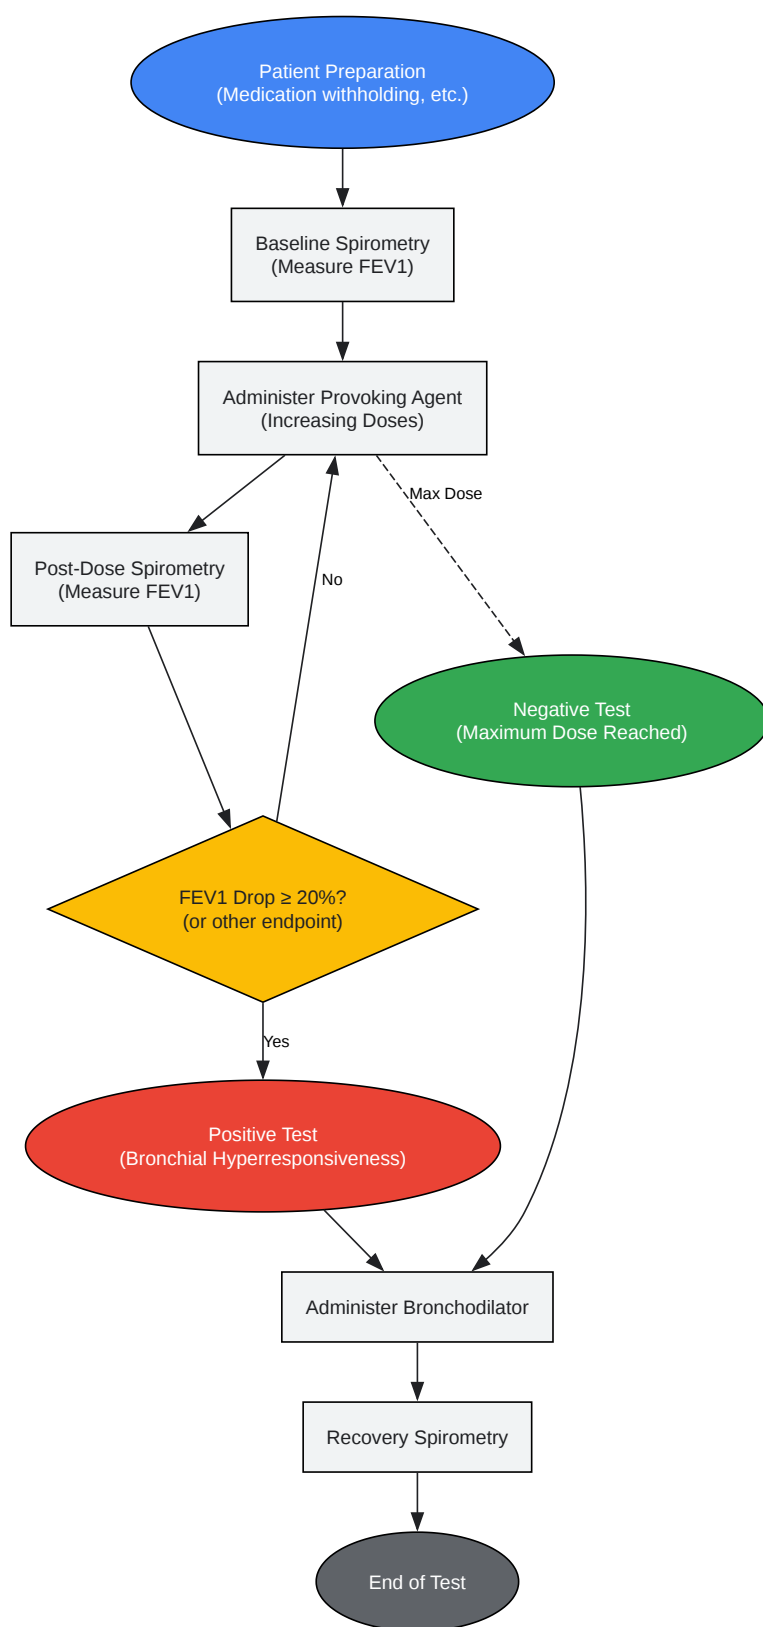 Patient Preparation
(Medication withholding, etc.)
Baseline Spirometry
(Measure FEV1)
Administer Provoking Agent
(Increasing Doses)
Max Dose
Post-Dose Spirometry
(Measure FEV1)
No
Negative Test
(Maximum Dose Reached)
FEV1 Drop ≥ 20%?
(or other endpoint)
Yes
Positive Test
(Bronchial Hyperresponsiveness)
Administer Bronchodilator
Recovery Spirometry
End of Test